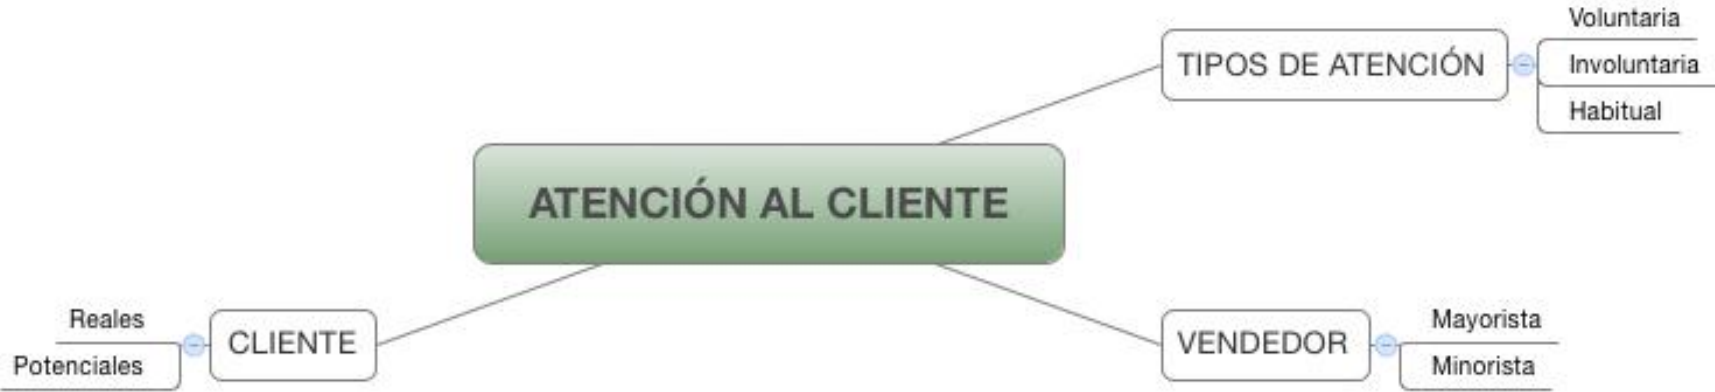 Voluntaria
TIPOS DE ATENCIÓN
Involuntaria
Habitual
ATENCIÓN AL CLIENTE
Reales
CLIENTE
Potenciales
VENDEDOR
Mayorista
Minorista